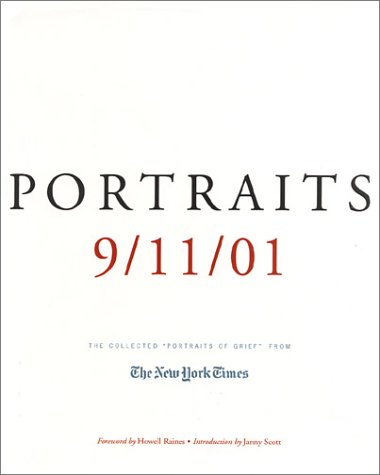 PORTRAITS
9/11/01
THE COLLECTED "PORTRAITS OF GRIEF" FROM
The New York Times
Foreword by Howell Raines • Introduction by Janny Scott